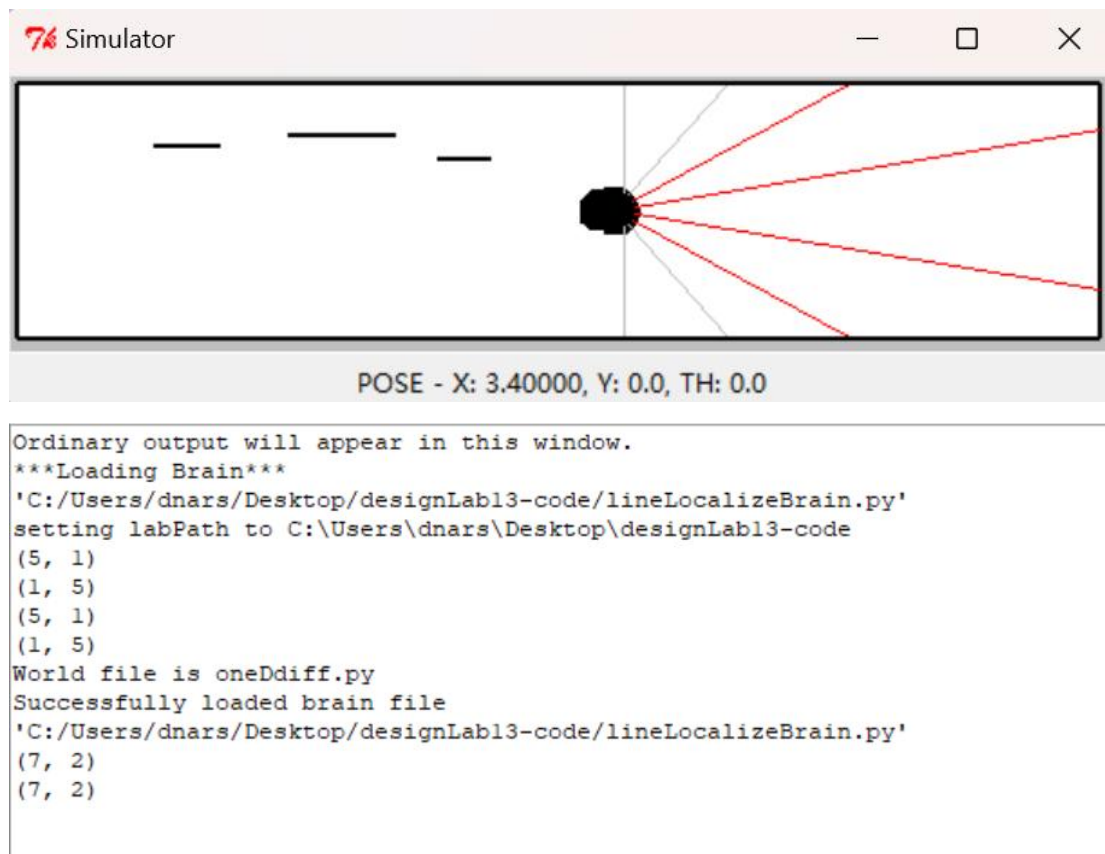 Simulator
POSE - X: 3.40000, Y: 0.0, TH: 0.0
Ordinary output will appear in this window.
***Loading Brain***
'C:/Users/dnars/Desktop/designLab13-code/lineLocalizeBrain.py'
setting labPath to C:\Users\dnars\Desktop\designLab13-code
(5, 1)
(1, 5)
(5, 1)
(1, 5)
World file is oneDdiff.py
Successfully loaded brain file
'C:/Users/dnars/Desktop/designLab13-code/lineLocalizeBrain.py'
(7, 2)
(7, 2)